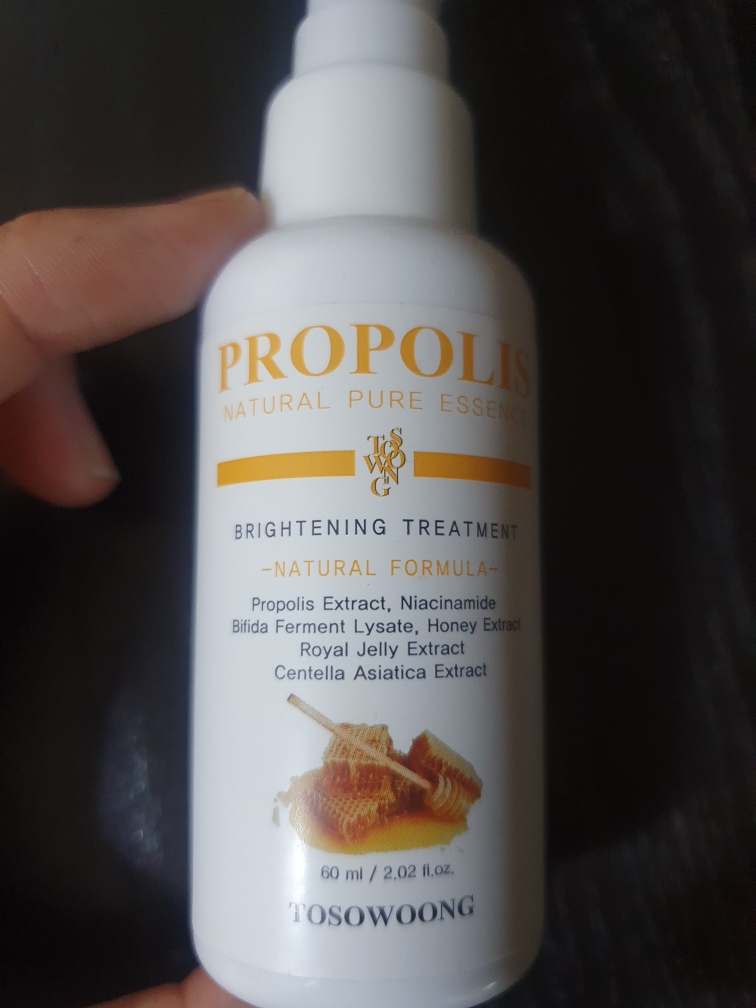 PROPOLIS
NATURAL PURE ESSENCE
TOSOWOONG
BRIGHTENING TREATMENT
-NATURAL FORMULA-
Propolis Extract, Niacinamide
Bifida Ferment Lysate, Honey Extract
Royal Jelly Extract
Centella Asiatica Extract
60 ml / 2.02 fl.oz.
TOSOWOONG